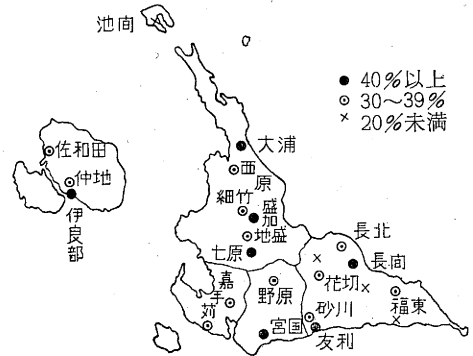 池間
● 40%以上
◎ 30～39%
× 20%未満
大浦
西原
佐和田
仲地
伊良部
細竹
盛加
地盛
七原
長北
長間
嘉手苅
野原
花切
福東
砂川
宮国
友利